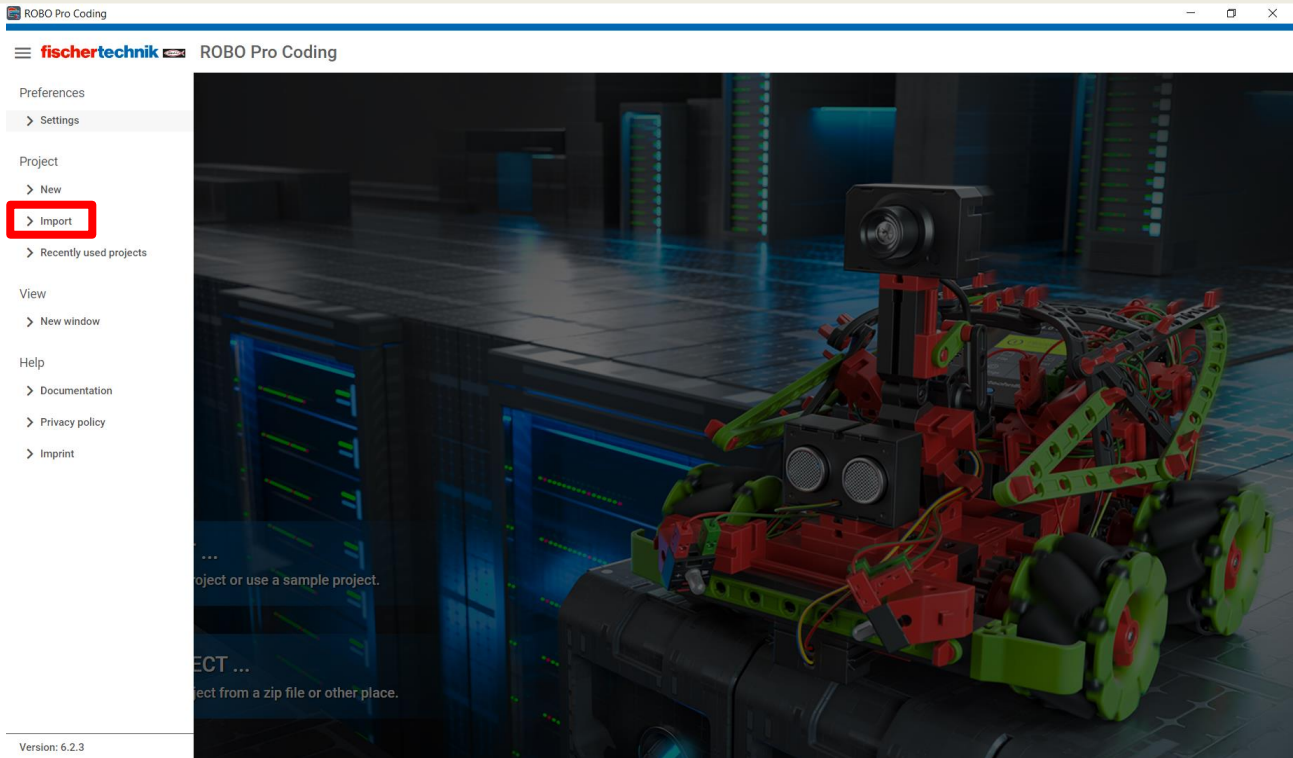 ROBO Pro Coding
fischertechnik ROBO Pro Coding
Preferences
Settings
Project
New
Import
Recently used projects
View
New window
Help
Documentation
Privacy policy
Imprint
...
oject or use a sample project.
ECT ...
ject from a zip file or other place.
Version: 6.2.3